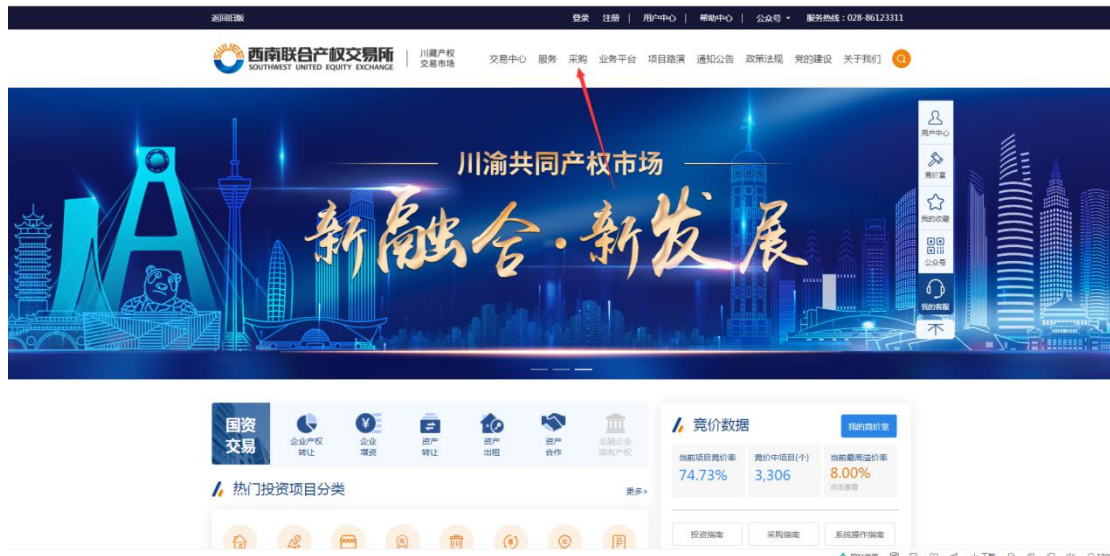 返回旧版
登录 注册 | 用户中心 | 帮助中心 | 公众号 服务热线：028-86123311
西南联合产权交易所
SOUTHWEST UNITED EQUITY EXCHANGE
川藏产权
交易市场
交易中心 服务 采购 业务平台 项目路演 通知公告 政策法规 党的建设 关于我们
川渝共同产权市场
新融合·新发展
用户中心
竞价室
我的收藏
公众号
我的客服
国资
交易
企业产权
转让
企业
增资
资产
转让
资产
出租
资产
合作
金融企业
国有产权
竞价数据
我的竞价室
当前项目竞价率
74.73%
竞价中项目(个)
3,306
当前最高溢价率
8.00%
点击查看
热门投资项目分类
更多>
投资指南
采购指南
系统操作指南